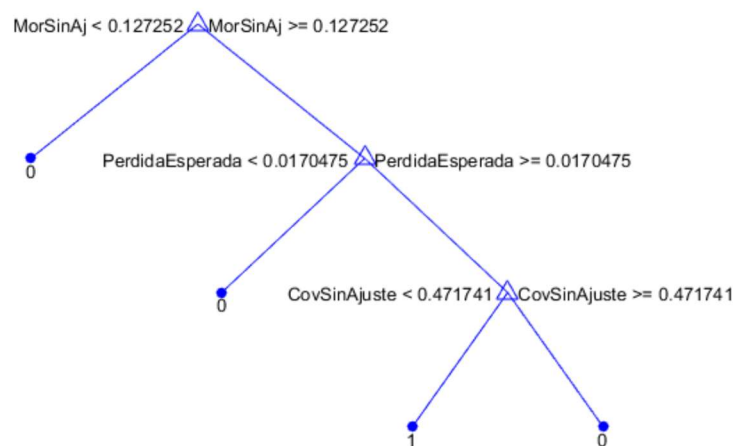 MorSinAj < 0.127252 MorSinAj >= 0.127252
0
PerdidaEsperada < 0.0170475 PerdidaEsperada >= 0.0170475
0
CovSinAjuste < 0.471741 CovSinAjuste >= 0.471741
1 0